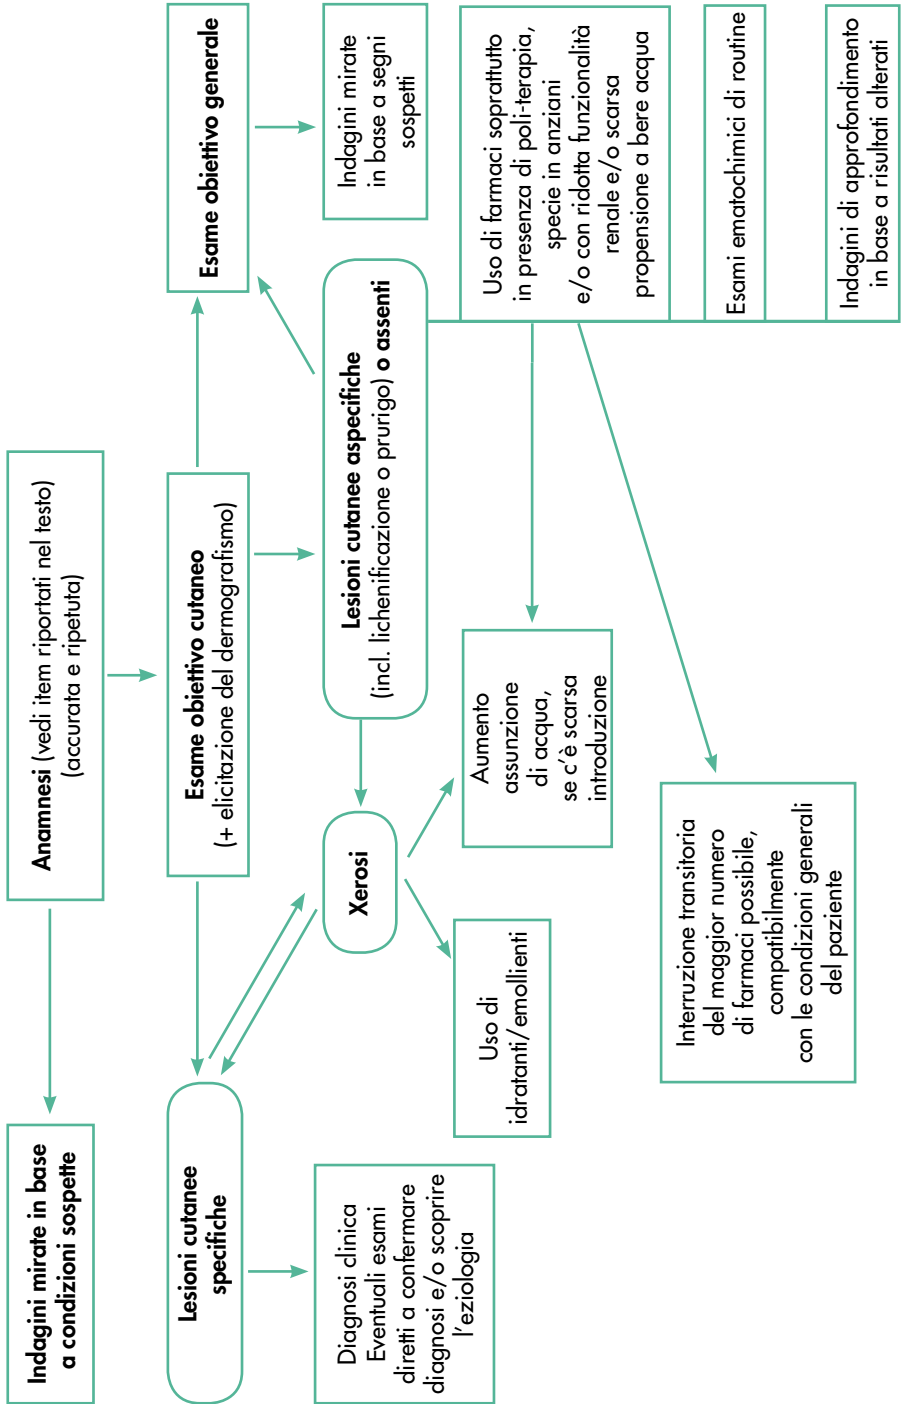 Anamnesi (vedi item riportati nel testo)
(accurata e ripetuta)
Indagini mirate in base
a condizioni sospette
Esame obiettivo cutaneo
(+ elicitazione del dermografismo)
Esame obiettivo generale
Lesioni cutanee
specifiche
Lesioni cutanee aspecifiche
(incl. lichenificazione o prurigo) o assenti
Indagini mirate
in base a segni
sospetti
Diagnosi clinica
Eventuali esami
diretti a confermare
diagnosi e/o scoprire
l'eziologia
Xerosi
Uso di
idratanti/emollienti
Aumento
assunzione
di acqua,
se c'è scarsa
introduzione
Uso di farmaci soprattutto
in presenza di poli-terapia,
specie in anziani
e/o con ridotta funzionalità
renale e/o scarsa
propensione a bere acqua
Interruzione transitoria
del maggior numero
di farmaci possibile,
compatibilmente
con le condizioni generali
del paziente
Esami ematochimici di routine
Indagini di approfondimento
in base a risultati alterati